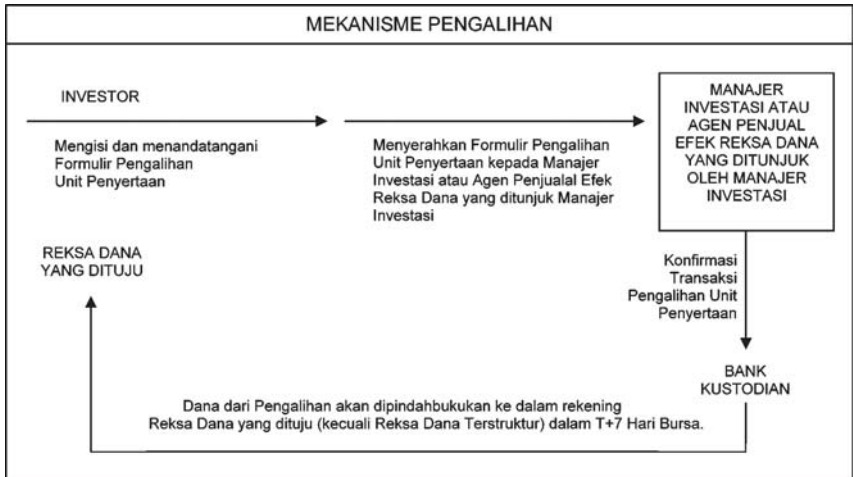 MEKANISME PENGALIHAN
INVESTOR
Mengisi dan menandatangani
Formulir Pengalihan
Unit Penyertaan
Menyerahkan Formulir Pengalihan
Unit Penyertaan kepada Manajer
Investasi atau Agen Penjualal Efek
Reksa Dana yang ditunjuk Manajer
Investasi
MANAJER
INVESTASI ATAU
AGEN PENJUAL
EFEK REKSA DANA
YANG DITUNJUK
OLEH MANAJER
INVESTASI
Konfirmasi
Transaksi
Pengalihan Unit
Penyertaan
BANK
KUSTODIAN
Dana dari Pengalihan akan dipindahbukukan ke dalam rekening
Reksa Dana yang dituju (kecuali Reksa Dana Terstruktur) dalam T+7 Hari Bursa.
REKSA DANA
YANG DITUJU